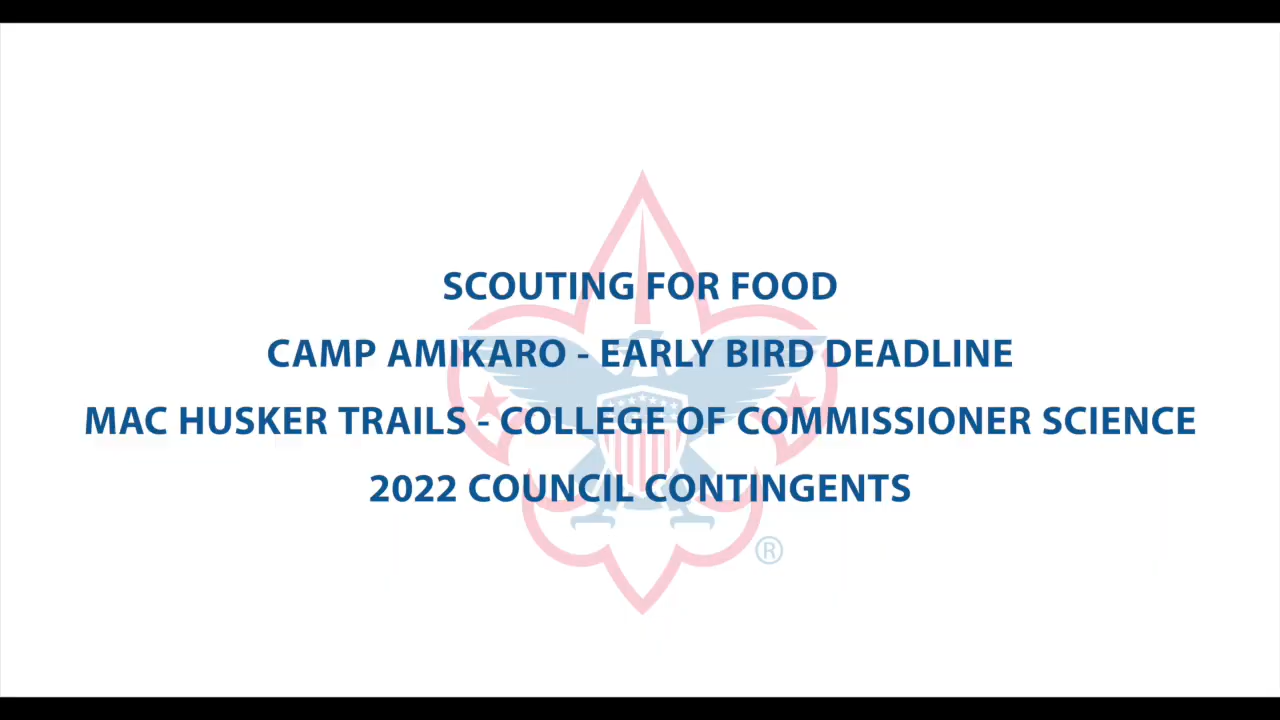 SCOUTING FOR FOOD
CAMP AMIKARO - EARLY BIRD DEADLINE
MAC HUSKER TRAILS - COLLEGE OF COMMISSIONER SCIENCE
2022 COUNCIL CONTINGENTS
®